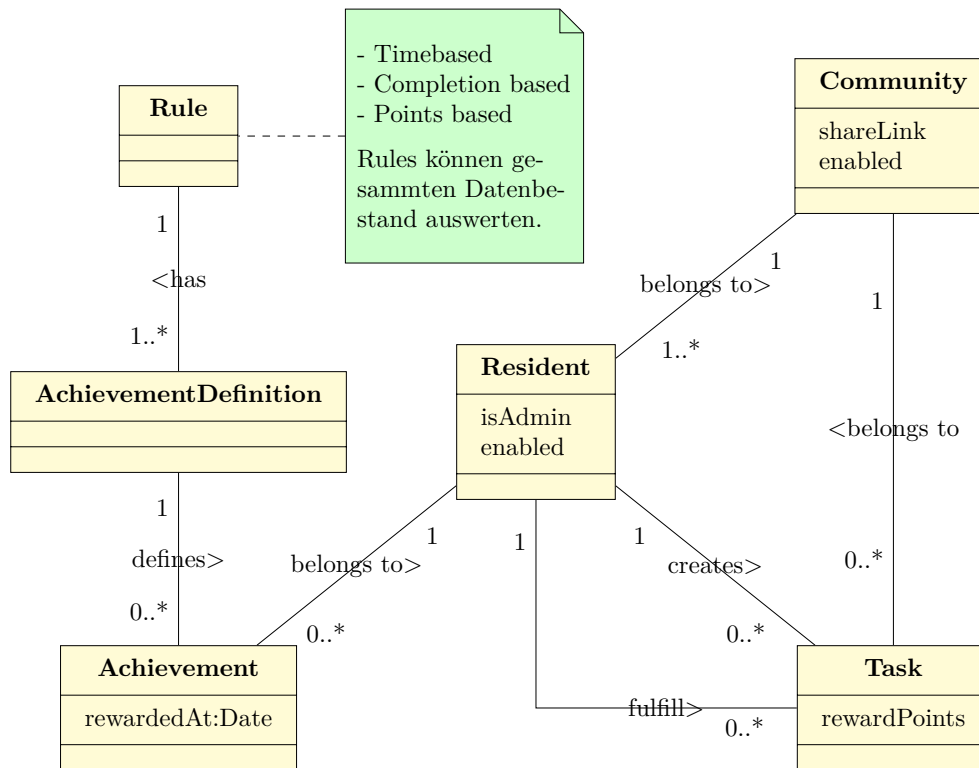 - Timebased
- Completion based
- Points based
Rules können ge-
sammten Datenbe-
stand auswerten.
Rule
Community
shareLink
enabled
1
<has
1..*
1
belongs to>
1..*
1
<belongs to
0..*
AchievementDefinition
Resident
isAdmin
enabled
1
defines>
0..*
1
belongs to>
0..*
1
fulfill>
0..*
1
creates>
0..*
Achievement
rewardedAt:Date
Task
rewardPoints